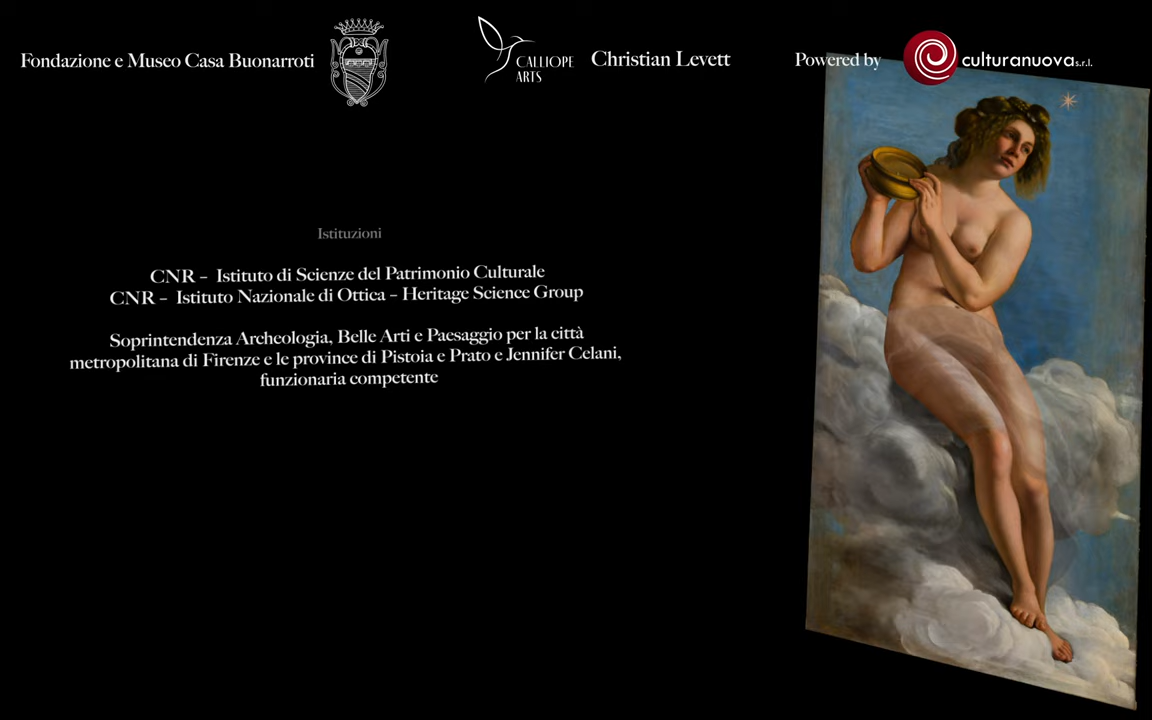 Fondazione e Museo Casa Buonarroti
CALLIOPE
ARTS
Christian Levett
Powered by
culturanuova s.r.l.
Istituzioni
CNR – Istituto di Scienze del Patrimonio Culturale
CNR – Istituto Nazionale di Ottica – Heritage Science Group
Soprintendenza Archeologia, Belle Arti e Paesaggio per la città
metropolitana di Firenze e le province di Pistoia e Prato e Jennifer Celani,
funzionaria competente